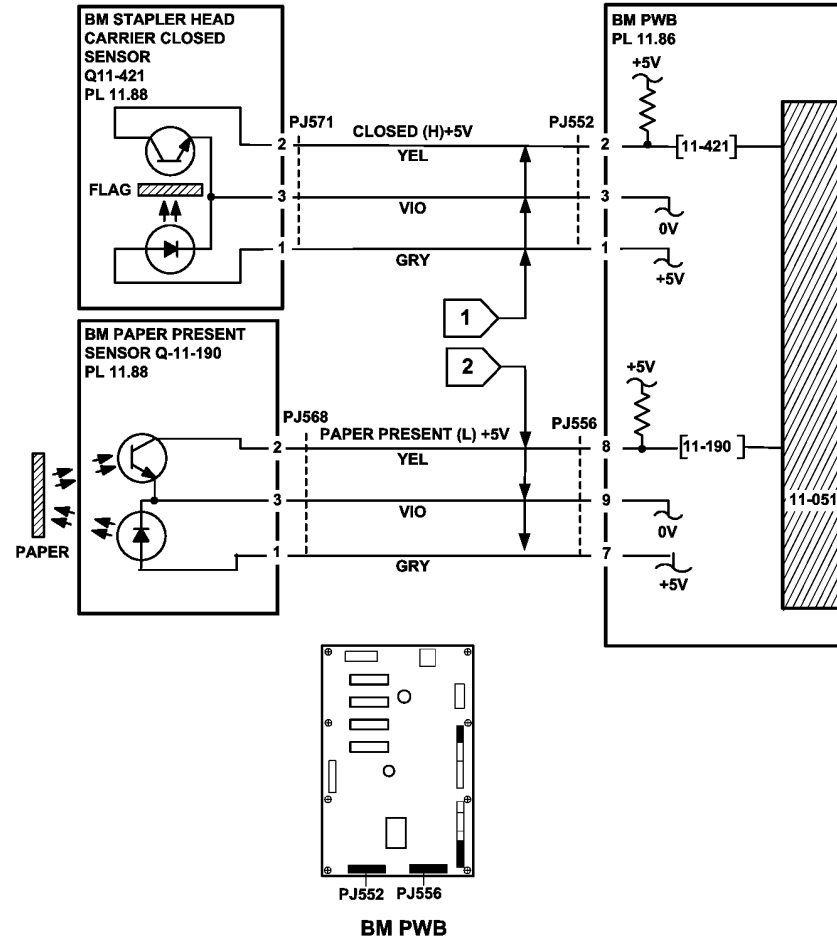 BM STAPLER HEAD
CARRIER CLOSED
SENSOR
Q11-421
PL 11.88
FLAG
PJ571
2
3
1
CLOSED (H)+5V
YEL
VIO
GRY
PJ552
2
3
1
BM PWB
PL 11.86
+5V
[11-421]
0V
+5V
1
2
BM PAPER PRESENT
SENSOR Q-11-190
PL 11.88
PAPER
PJ568
2
3
1
PAPER PRESENT (L) +5V
YEL
VIO
GRY
PJ556
8
9
7
+5V
[11-190]
0V
+5V
11-051
PJ552 PJ556
BM PWB